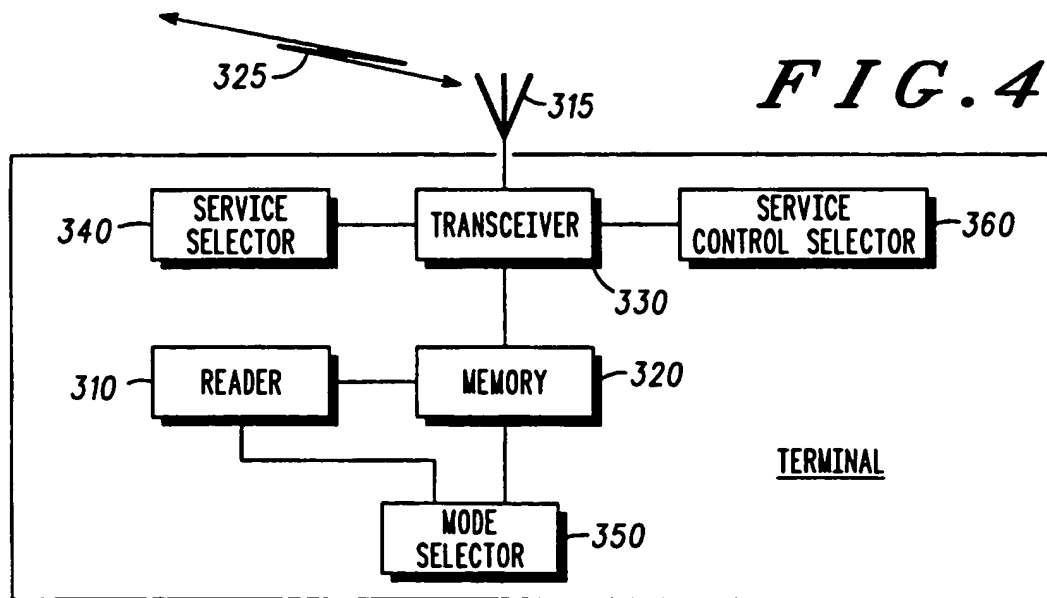 325
315
FIG. 4
340
SERVICE
SELECTOR
TRANSCEIVER
SERVICE
CONTROL SELECTOR
360
330
310
READER
MEMORY
320
TERMINAL
MODE
SELECTOR
350